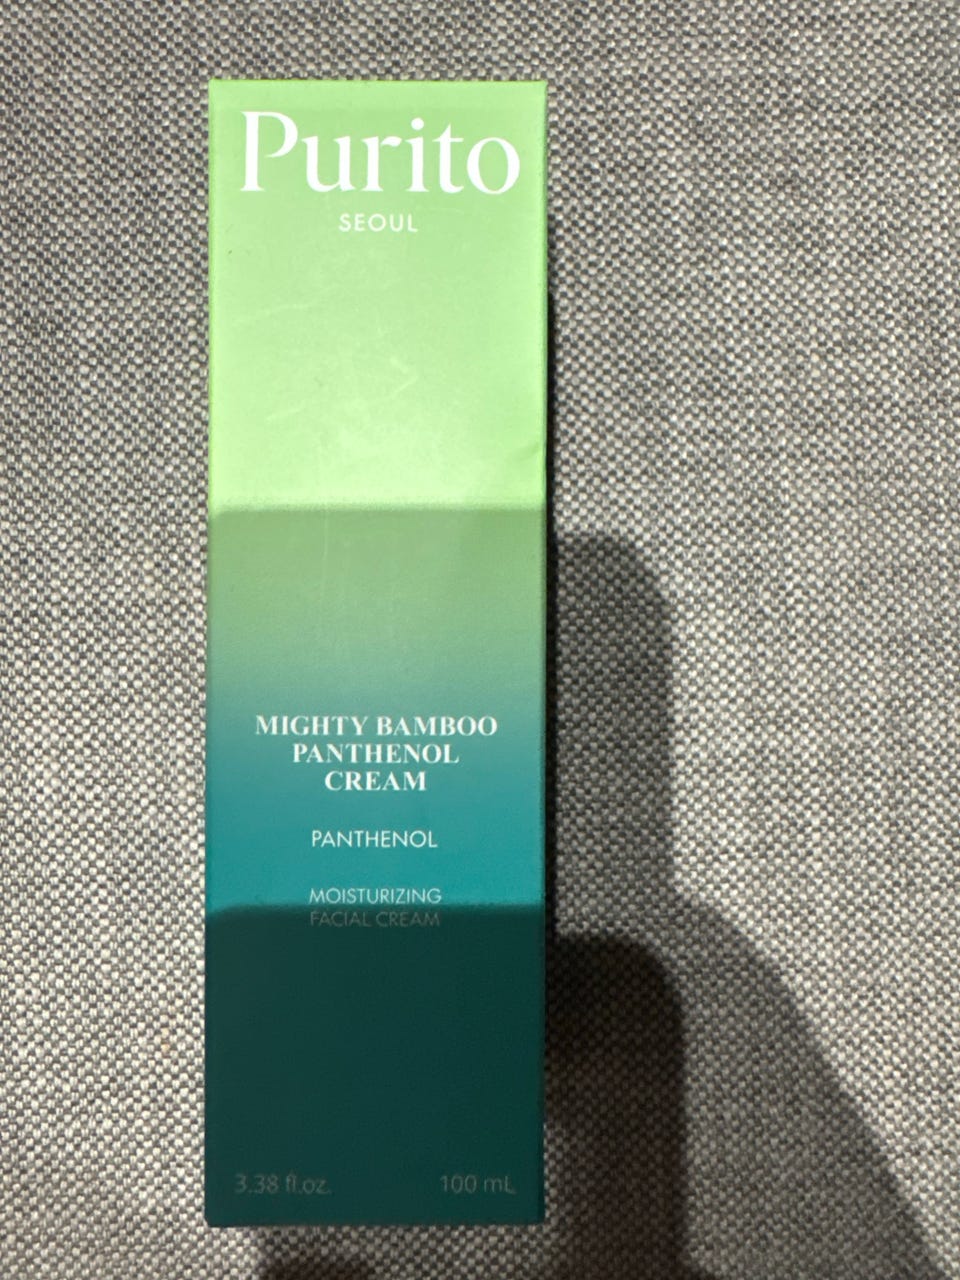 Purito
SEOUL
MIGHTY BAMBOO
PANTHENOL
CREAM
PANTHENOL
MOISTURIZING
FACIAL CREAM
3.38 fl.oz. 100 mL